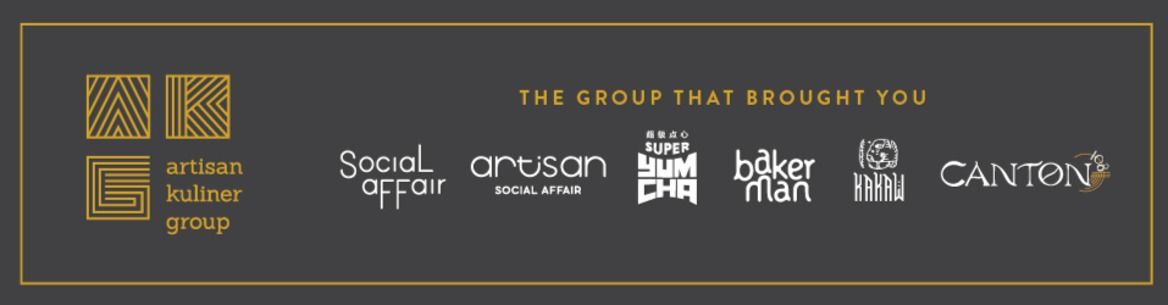 AKG
artisan
kuliner
group
THE GROUP THAT BROUGHT YOU
Social
affair
artisan
SOCIAL AFFAIR
SUPER
YUM
CHA
baker
man
KAKAW
CANTON